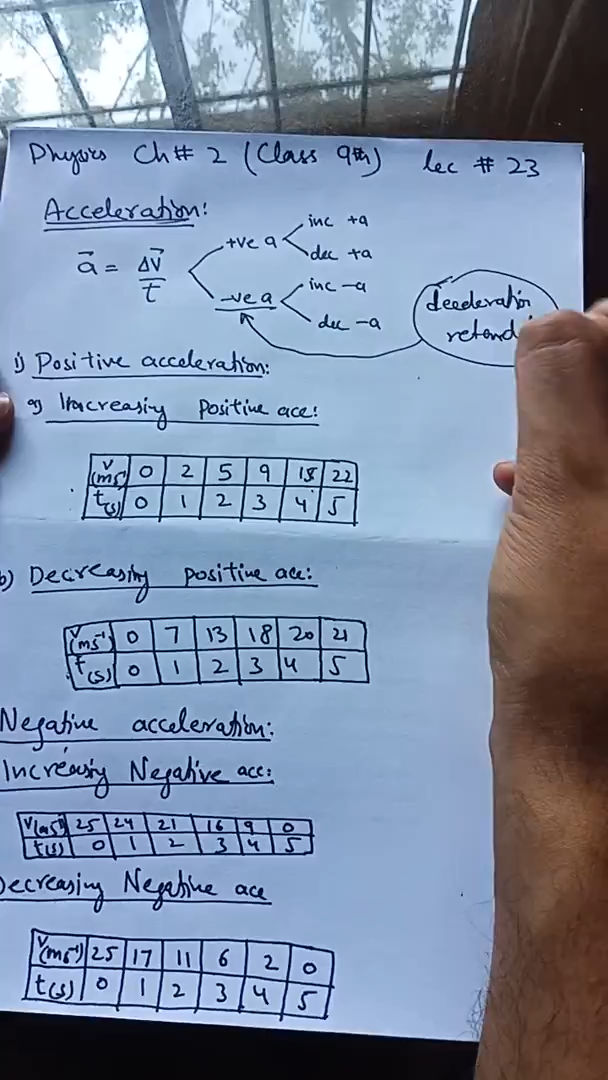 Physics Ch # 2 (Class 9th) lec # 23
Acceleration:
a = Δv/t
+ve a
inc +a
dec +a
-ve a
inc -a
dec -a
deceleration
retard
i) Positive acceleration:
a) Increasing positive acc:
v (ms⁻¹) 0 2 5 9 15 22
t(s) 0 1 2 3 4 5
b) Decreasing positive acc:
v (ms⁻¹) 0 7 13 18 20 21
t(s) 0 1 2 3 4 5
Negative acceleration:
Increasing Negative acc:
v(ms⁻¹) 25 24 21 16 9 0
t(s) 0 1 2 3 4 5
Decreasing Negative acc
v (ms⁻¹) 25 17 11 6 2 0
t(s) 0 1 2 3 4 5